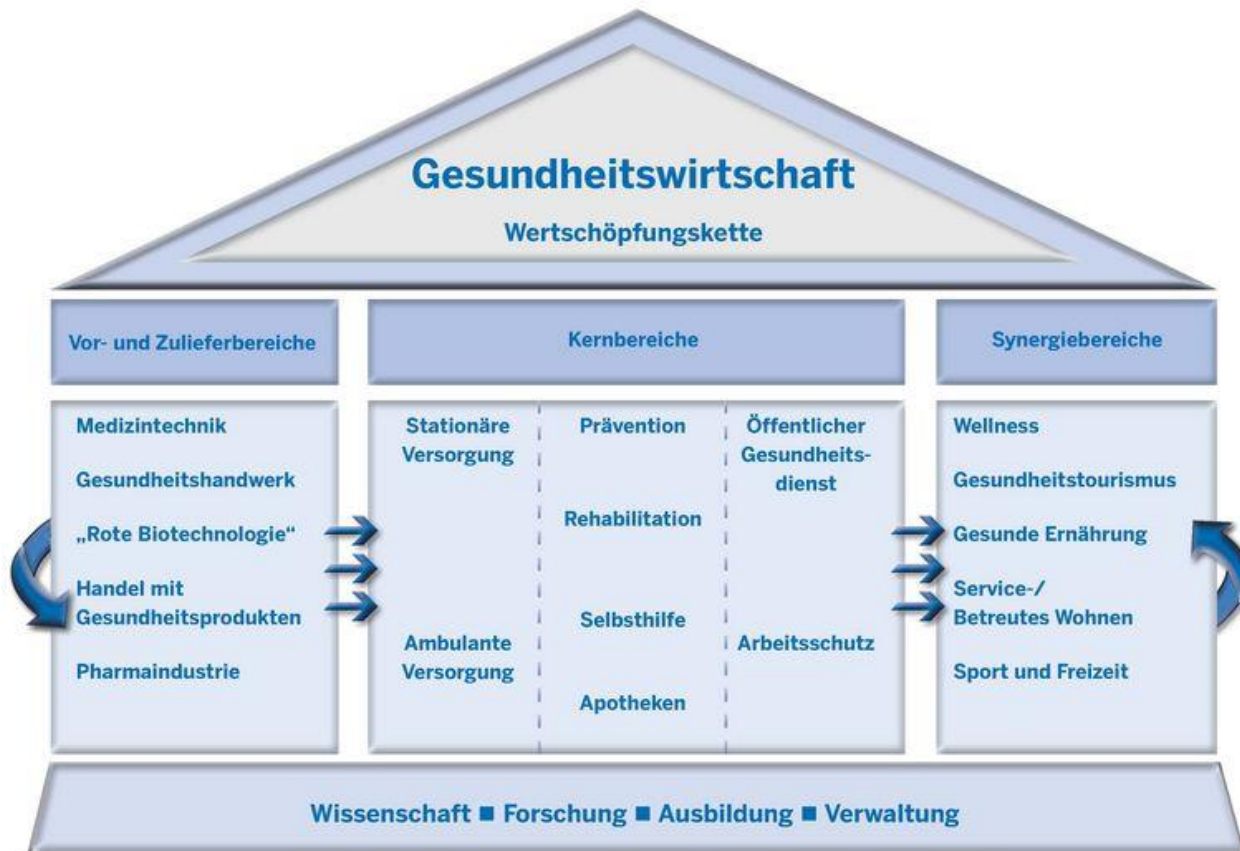 Gesundheitswirtschaft
Wertschöpfungskette
Vor- und Zulieferbereiche
Medizintechnik
Gesundheitshandwerk
„Rote Biotechnologie“
Handel mit
Gesundheitsprodukten
Pharmaindustrie
Kernbereiche
Stationäre
Versorgung
Ambulante
Versorgung
Prävention
Rehabilitation
Selbsthilfe
Apotheken
Öffentlicher
Gesundheits-
dienst
Arbeitsschutz
Synergiebereiche
Wellness
Gesundheitstourismus
Gesunde Ernährung
Service-/
Betreutes Wohnen
Sport und Freizeit
Wissenschaft ■ Forschung ■ Ausbildung ■ Verwaltung